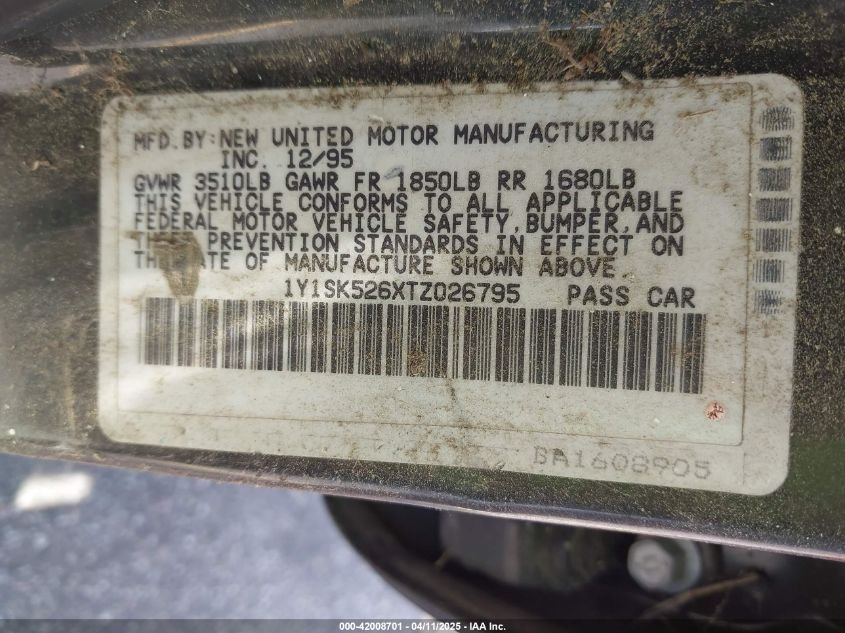 MFD. BY: NEW UNITED MOTOR MANUFACTURING
INC. 12/95
GVWR 3510LB GAWR FR 1850LB RR 1680LB
THIS VEHICLE CONFORMS TO ALL APPLICABLE
FEDERAL MOTOR VEHICLE SAFETY, BUMPER, AND
PREVENTION STANDARDS IN EFFECT ON
THE DATE OF MANUFACTURE SHOWN ABOVE.
1Y1SK526XTZ026795 PASS CAR
BA1608905
000-42008701 - 04/11/2025 - IAA Inc.